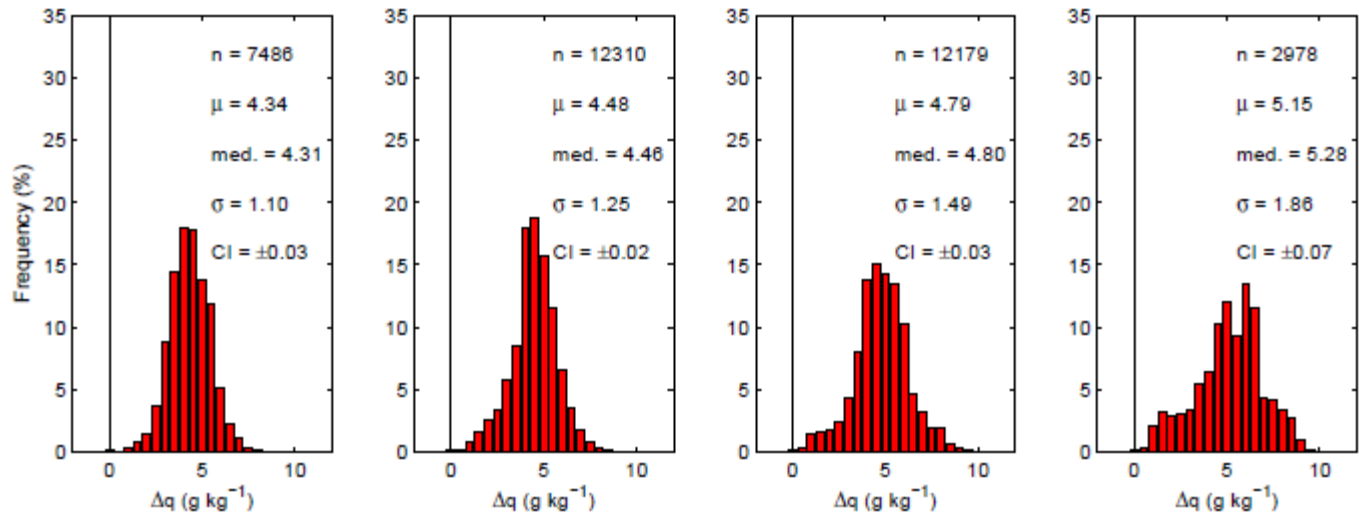 35
30
25
20
15
10
5
0
Frequency (%)
n = 7486
μ = 4.34
med. = 4.31
σ = 1.10
CI = ±0.03
0 5 10
Δq (g kg⁻¹)
35
30
25
20
15
10
5
0
n = 12310
μ = 4.48
med. = 4.46
σ = 1.25
CI = ±0.02
0 5 10
Δq (g kg⁻¹)
35
30
25
20
15
10
5
0
n = 12179
μ = 4.79
med. = 4.80
σ = 1.49
CI = ±0.03
0 5 10
Δq (g kg⁻¹)
35
30
25
20
15
10
5
0
n = 2978
μ = 5.15
med. = 5.28
σ = 1.86
CI = ±0.07
0 5 10
Δq (g kg⁻¹)